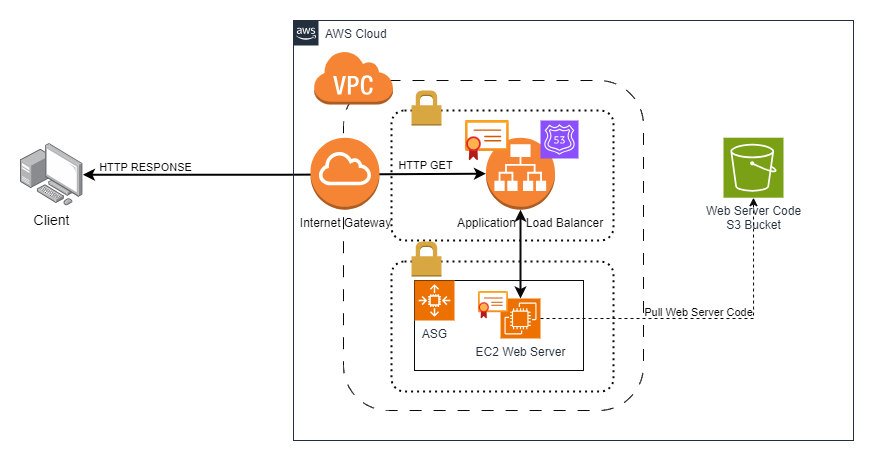 aws
AWS Cloud
VPC
53
HTTP RESPONSE
HTTP GET
Client
Internet Gateway
Application Load Balancer
Web Server Code
S3 Bucket
Pull Web Server Code
ASG
EC2 Web Server